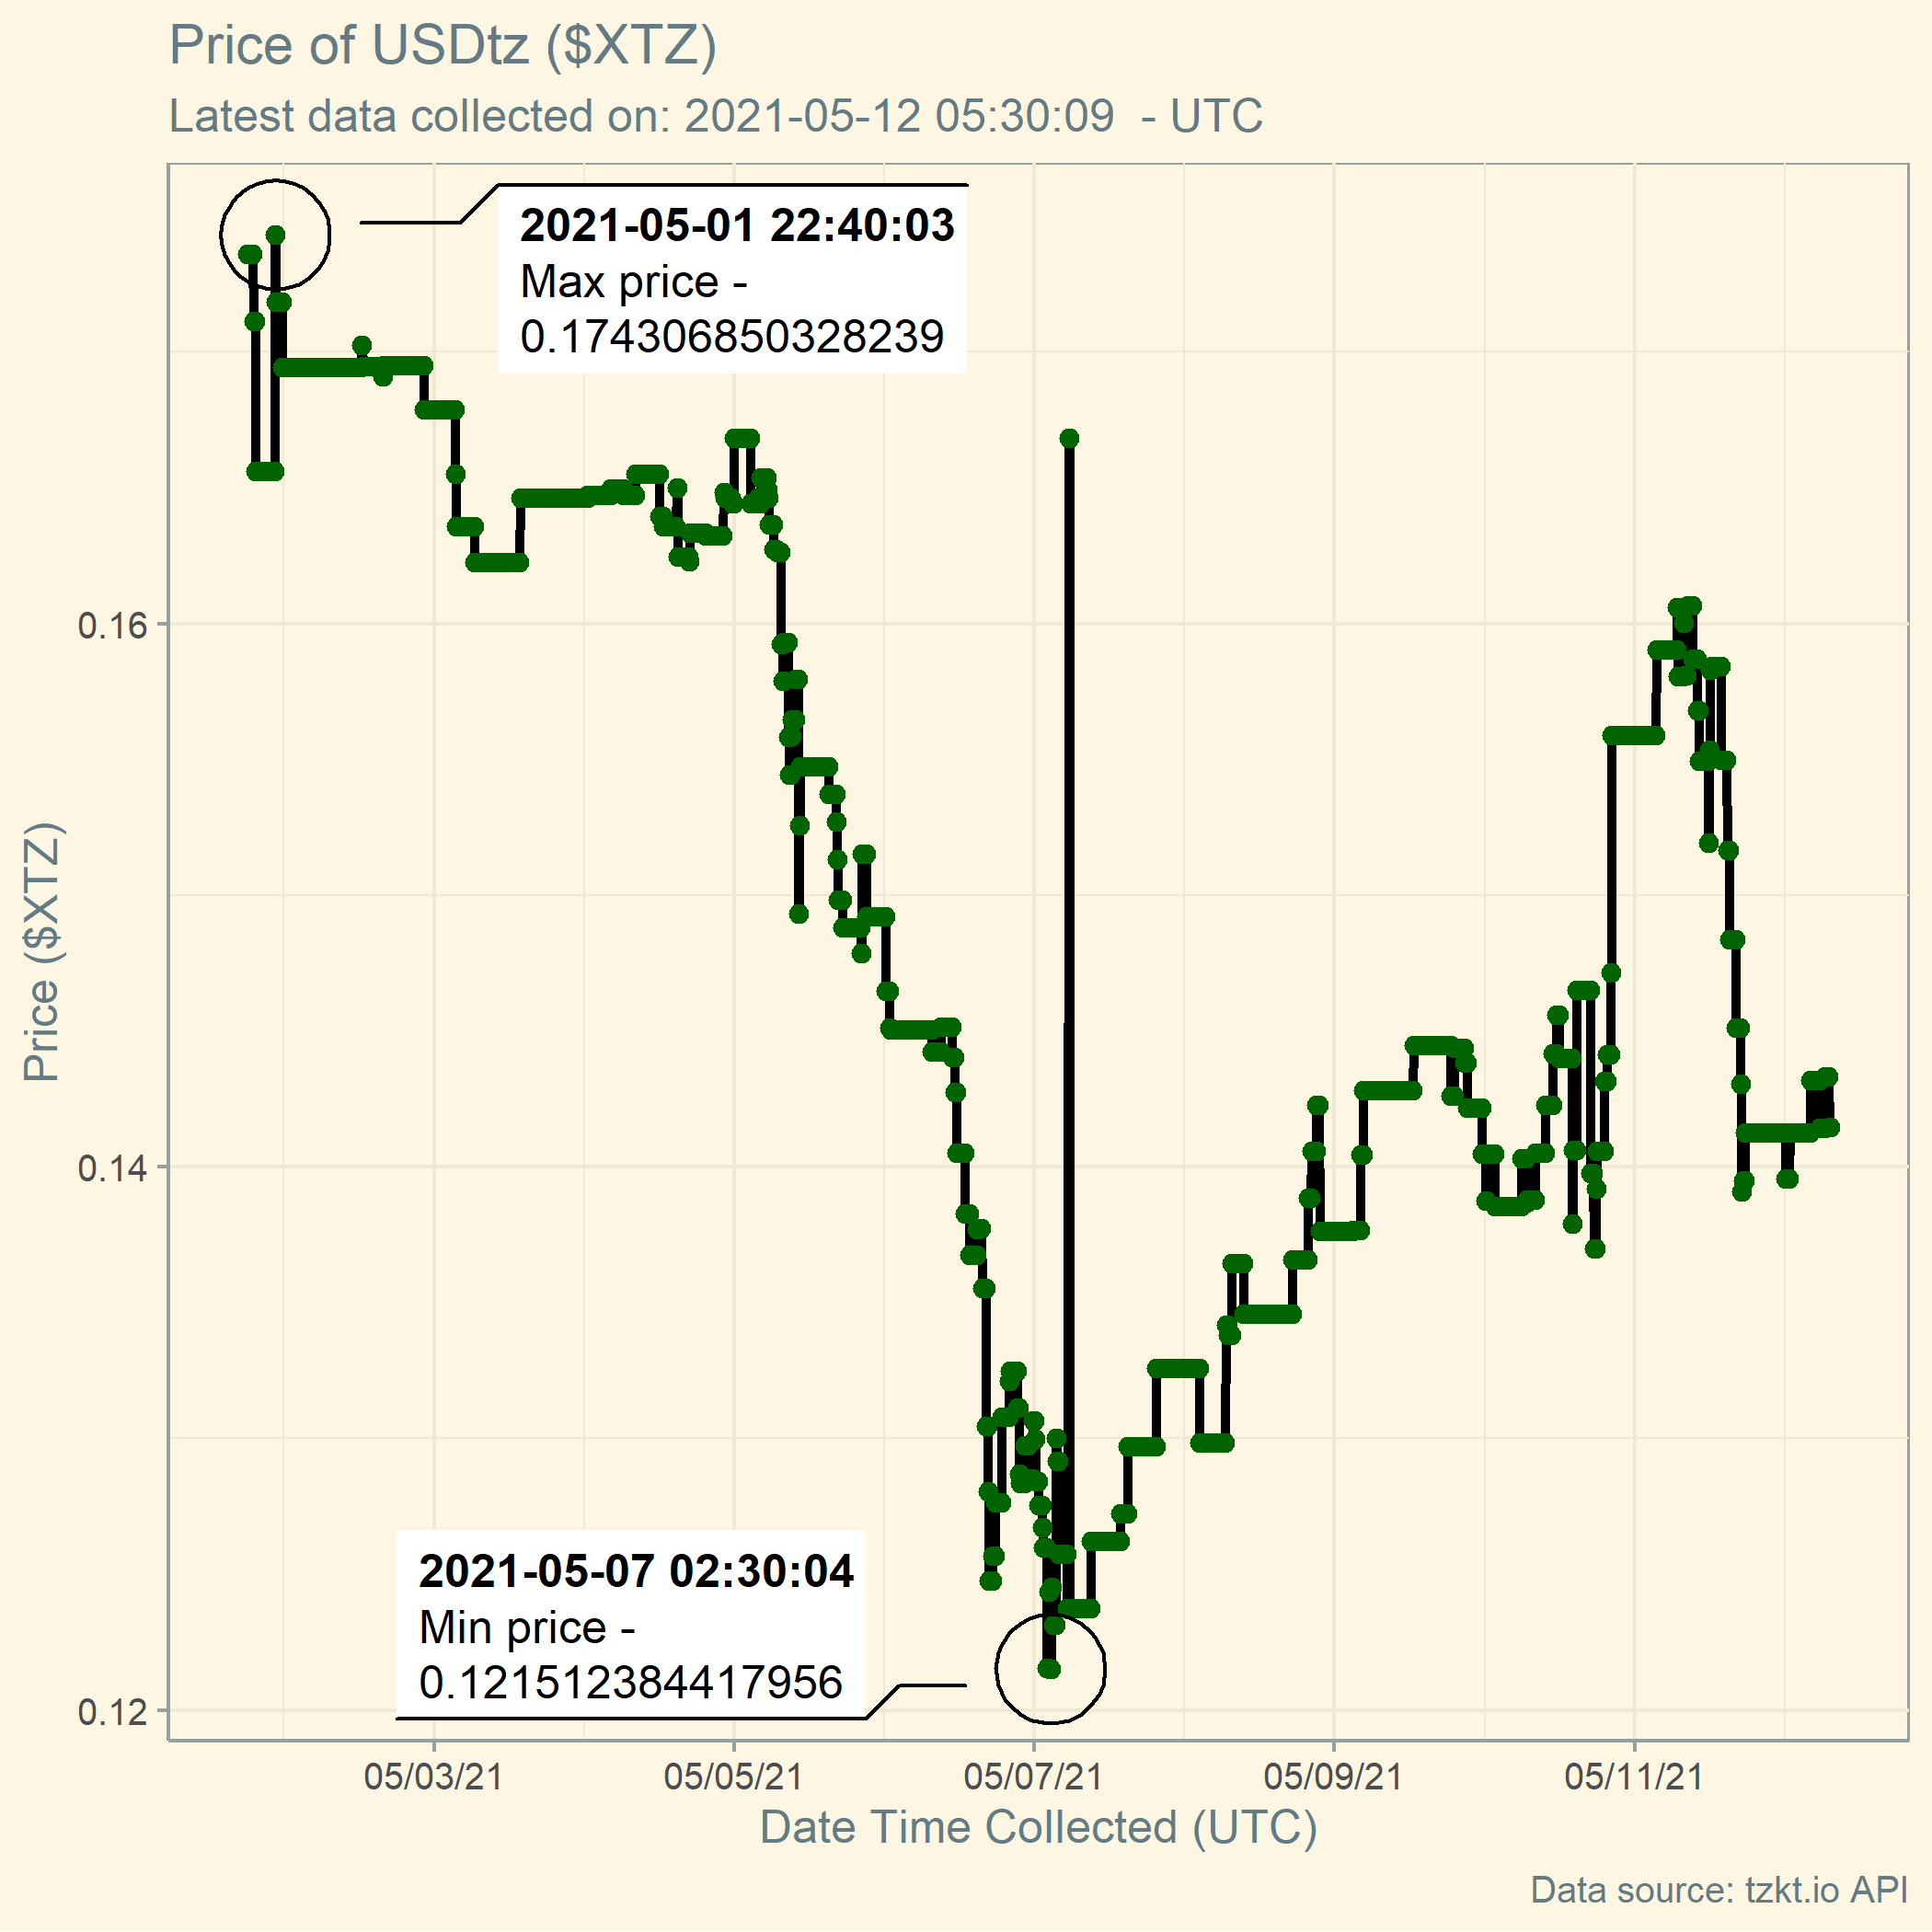 Price of USDtz ($XTZ)
Latest data collected on: 2021-05-12 05:30:09  - UTC
2021-05-01 22:40:03
Max price -
0.174306850328239
0.16
0.14
0.12
Price ($XTZ)
2021-05-07 02:30:04
Min price -
0.121512384417956
05/03/21
05/05/21
05/07/21
05/09/21
05/11/21
Date Time Collected (UTC)
Data source: tzkt.io API